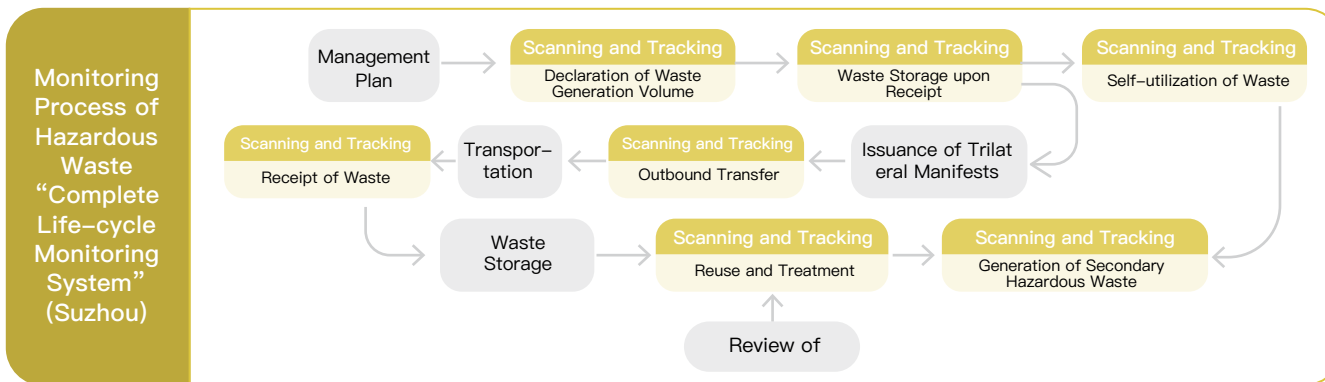 Monitoring
Process of
Hazardous
Waste
“Complete
Life-cycle
Monitoring
System”
(Suzhou)
Management
Plan
Scanning and Tracking
Declaration of Waste
Generation Volume
Scanning and Tracking
Waste Storage upon
Receipt
Scanning and Tracking
Self-utilization of Waste
Scanning and Tracking
Receipt of Waste
Transpor-
tation
Scanning and Tracking
Outbound Transfer
Issuance of Trilat
eral Manifests
Waste
Storage
Scanning and Tracking
Reuse and Treatment
Scanning and Tracking
Generation of Secondary
Hazardous Waste
Review of